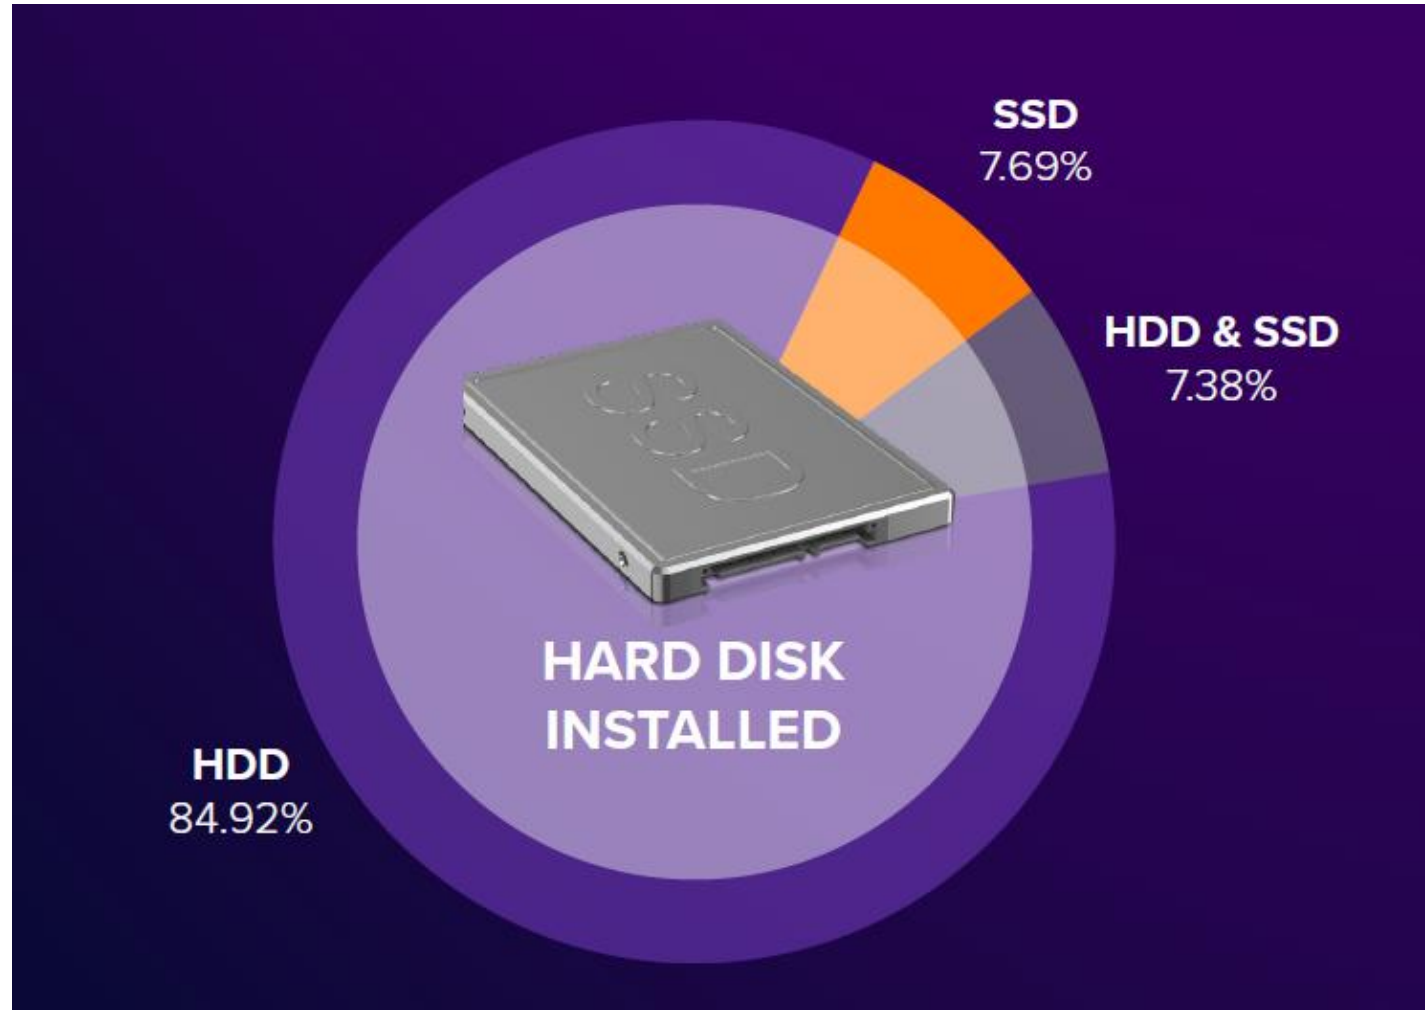 SSD
7.69%
HDD & SSD
7.38%
SSD
HARD DISK
INSTALLED
HDD
84.92%